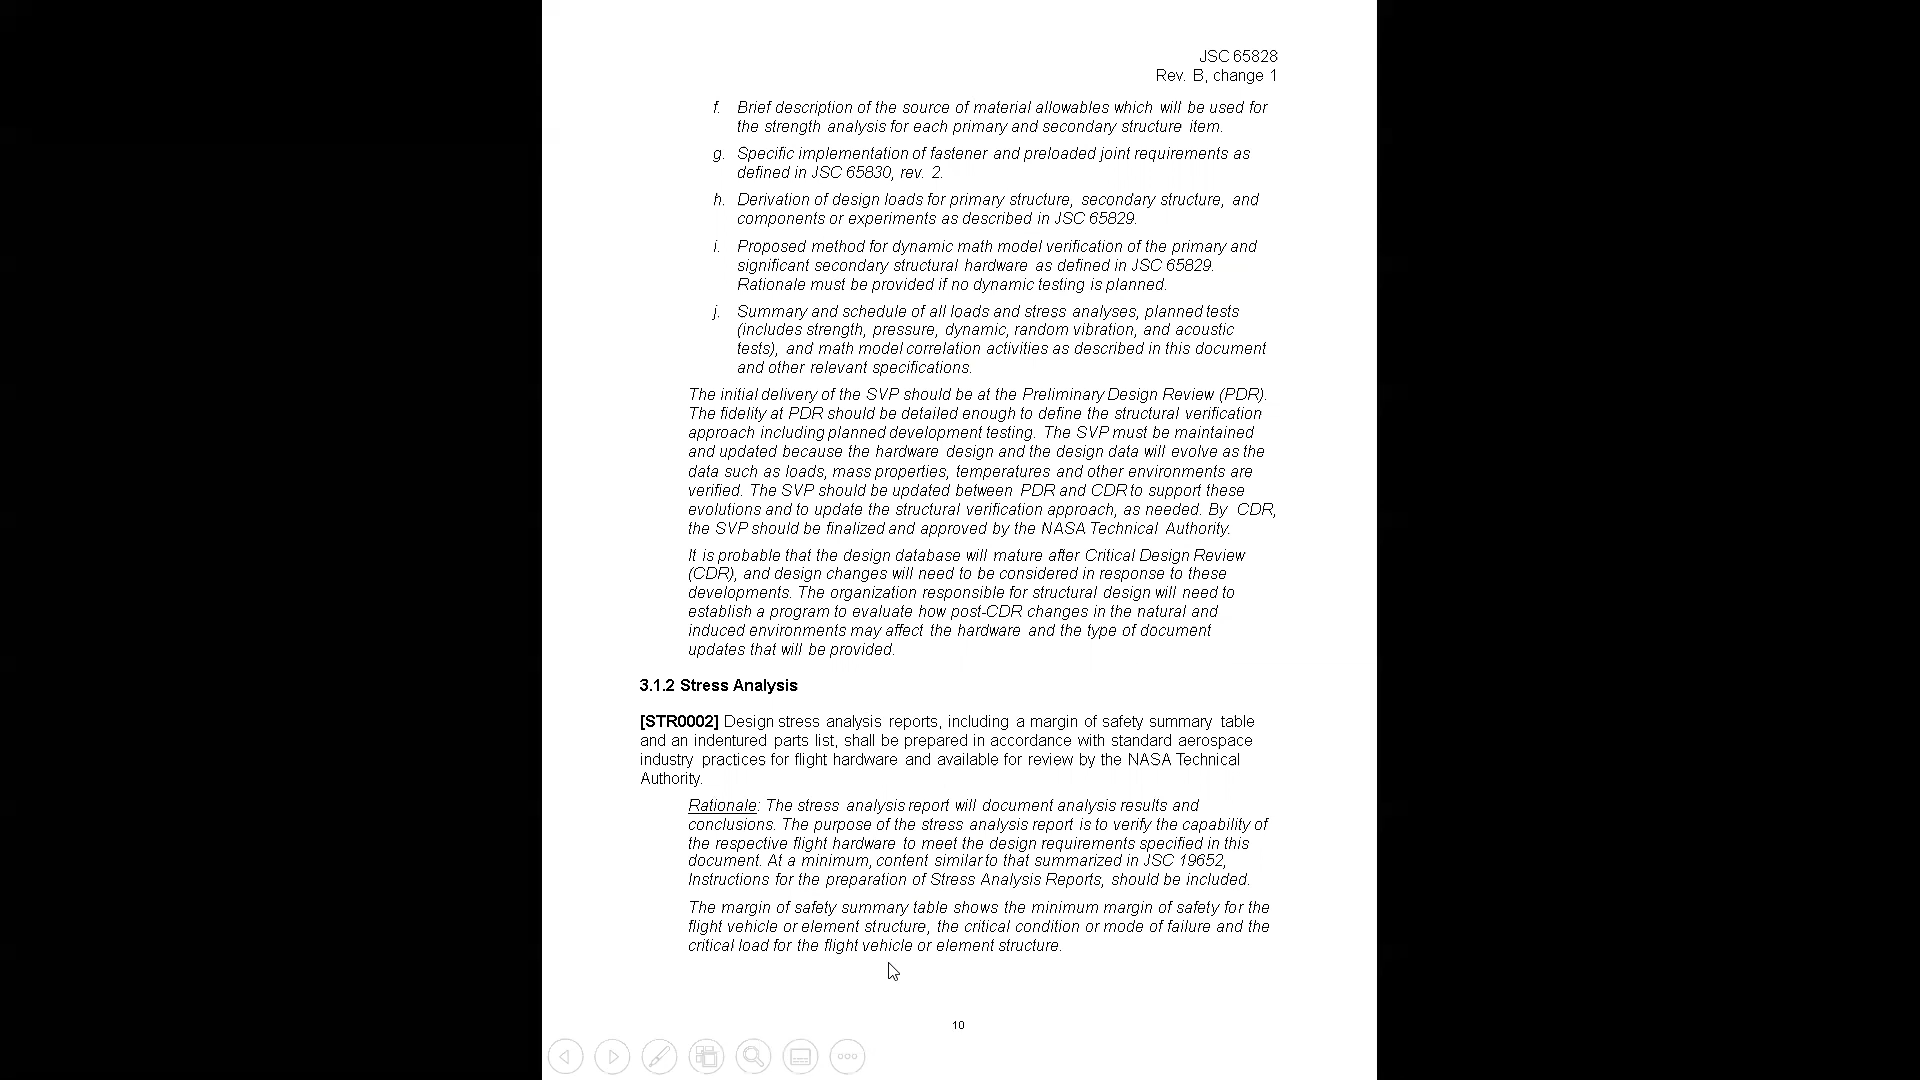 JSC 65828
Rev. B, change 1
f. Brief description of the source of material allowables which will be used for
the strength analysis for each primary and secondary structure item.
g. Specific implementation of fastener and preloaded joint requirements as
defined in JSC 65830, rev. 2.
h. Derivation of design loads for primary structure, secondary structure, and
components or experiments as described in JSC 65829.
i. Proposed method for dynamic math model verification of the primary and
significant secondary structural hardware as defined in JSC 65829.
Rationale must be provided if no dynamic testing is planned.
j. Summary and schedule of all loads and stress analyses, planned tests
(includes strength, pressure, dynamic, random vibration, and acoustic
tests), and math model correlation activities as described in this document
and other relevant specifications.
The initial delivery of the SVP should be at the Preliminary Design Review (PDR).
The fidelity at PDR should be detailed enough to define the structural verification
approach including planned development testing. The SVP must be maintained
and updated because the hardware design and the design data will evolve as the
data such as loads, mass properties, temperatures and other environments are
verified. The SVP should be updated between PDR and CDR to support these
evolutions and to update the structural verification approach, as needed. By CDR,
the SVP should be finalized and approved by the NASA Technical Authority.
It is probable that the design database will mature after Critical Design Review
(CDR), and design changes will need to be considered in response to these
developments. The organization responsible for structural design will need to
establish a program to evaluate how post-CDR changes in the natural and
induced environments may affect the hardware and the type of document
updates that will be provided.
3.1.2 Stress Analysis
[STR0002] Design stress analysis reports, including a margin of safety summary table
and an indentured parts list, shall be prepared in accordance with standard aerospace
industry practices for flight hardware and available for review by the NASA Technical
Authority.
Rationale: The stress analysis report will document analysis results and
conclusions. The purpose of the stress analysis report is to verify the capability of
the respective flight hardware to meet the design requirements specified in this
document. At a minimum, content similar to that summarized in JSC 19652,
Instructions for the preparation of Stress Analysis Reports, should be included.
The margin of safety summary table shows the minimum margin of safety for the
flight vehicle or element structure, the critical condition or mode of failure and the
critical load for the flight vehicle or element structure.
10